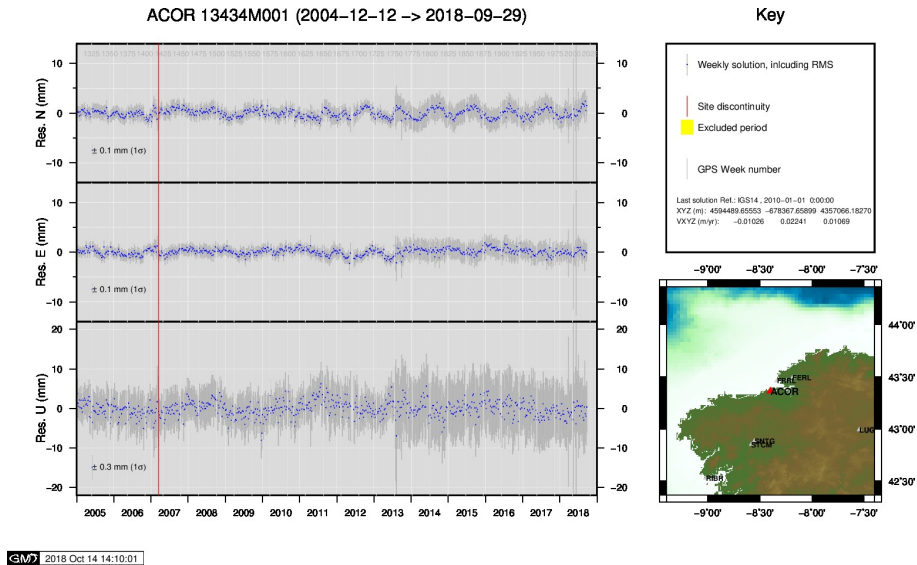 ACOR 13434M001 (2004−12−12 −> 2018−09−29)
Key
10
0
−10
Res. N (mm)
± 0.1 mm (1σ)
10
0
−10
10
0
−10
Res. E (mm)
± 0.1 mm (1σ)
10
0
−10
20
10
0
−10
−20
Res. U (mm)
± 0.3 mm (1σ)
20
10
0
−10
−20
2005 2006 2007 2008 2009 2010 2011 2012 2013 2014 2015 2016 2017 2018
Weekly solution, inlcuding RMS
Site discontinuity
Excluded period
GPS Week number
Last solution Ref.: IGS14 , 2010−01−01 0:00:00
XYZ (m): 4594489.65553 −678367.65899 4357066.18270
VXYZ (m/yr): −0.01026 0.02241 0.01069
−9˚00' −8˚30' −8˚00' −7˚30'
44˚00'
43˚30'
43˚00'
42˚30'
FERL
ACOR
LUG
SNTG
STCM
RIBR
−9˚00' −8˚30' −8˚00' −7˚30'
GMT 2018 Oct 14 14:10:01